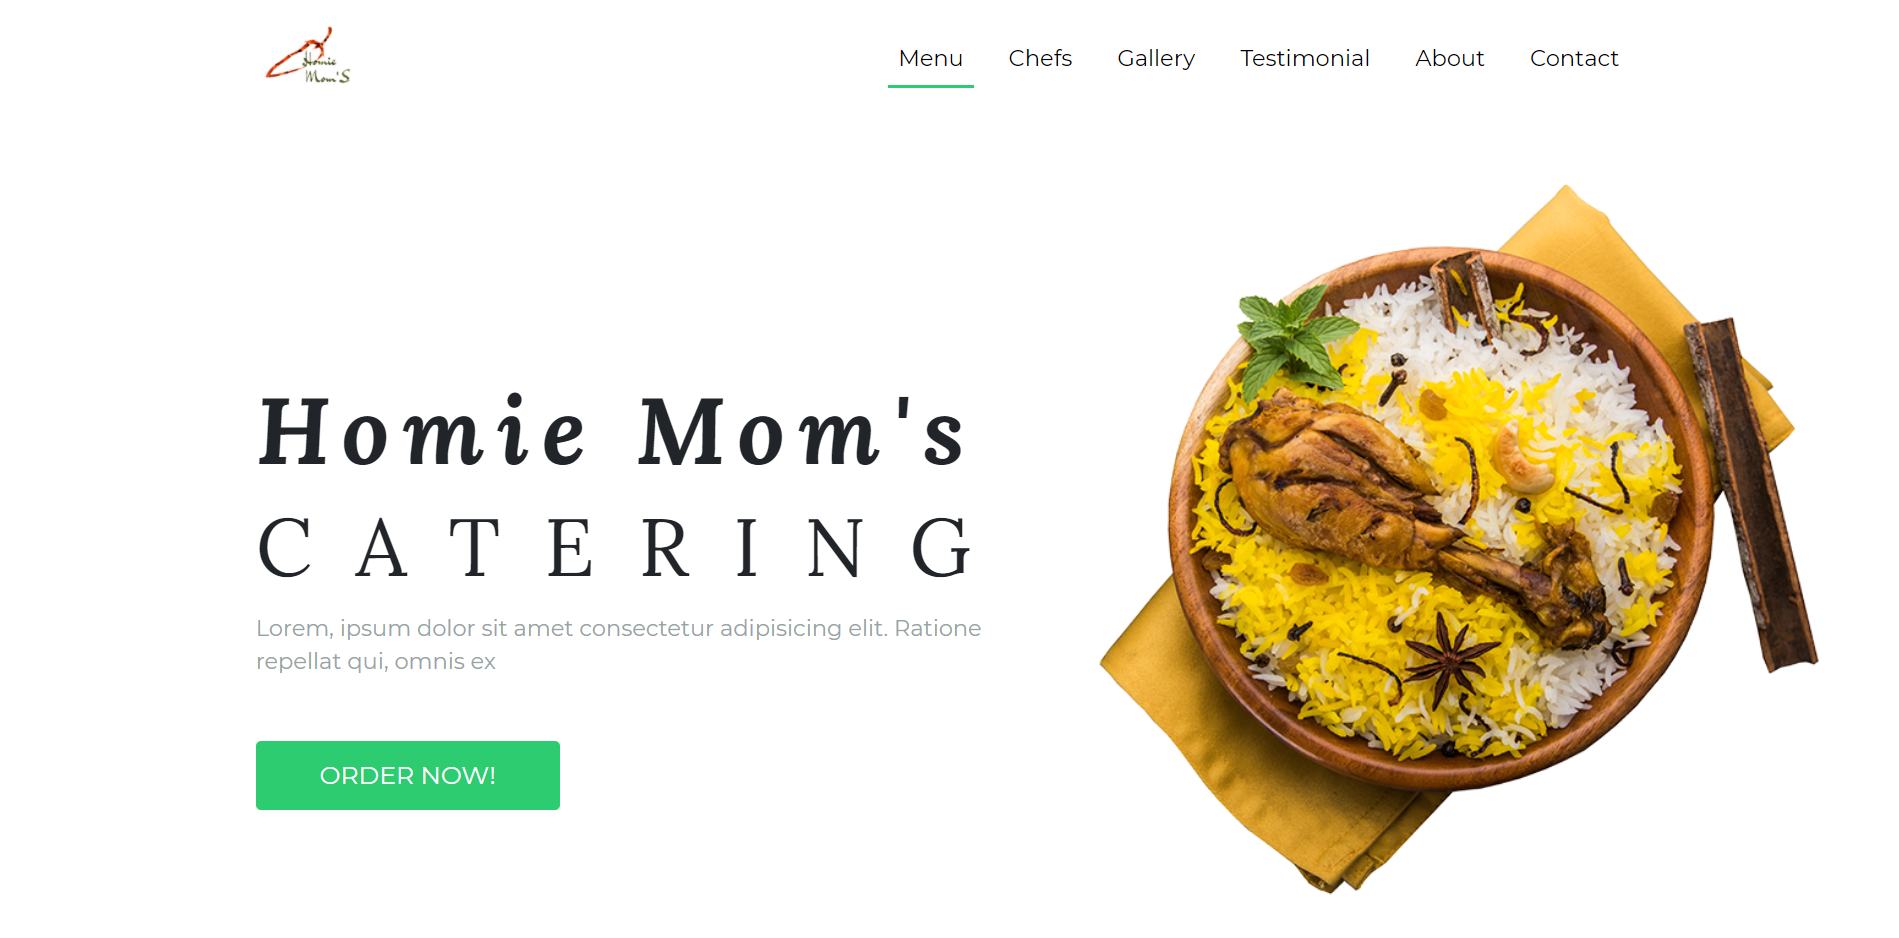 Homie
Mom'S
Menu Chefs Gallery Testimonial About Contact
Homie Mom's
CATERING
Lorem, ipsum dolor sit amet consectetur adipisicing elit. Ratione
repellat qui, omnis ex
ORDER NOW!